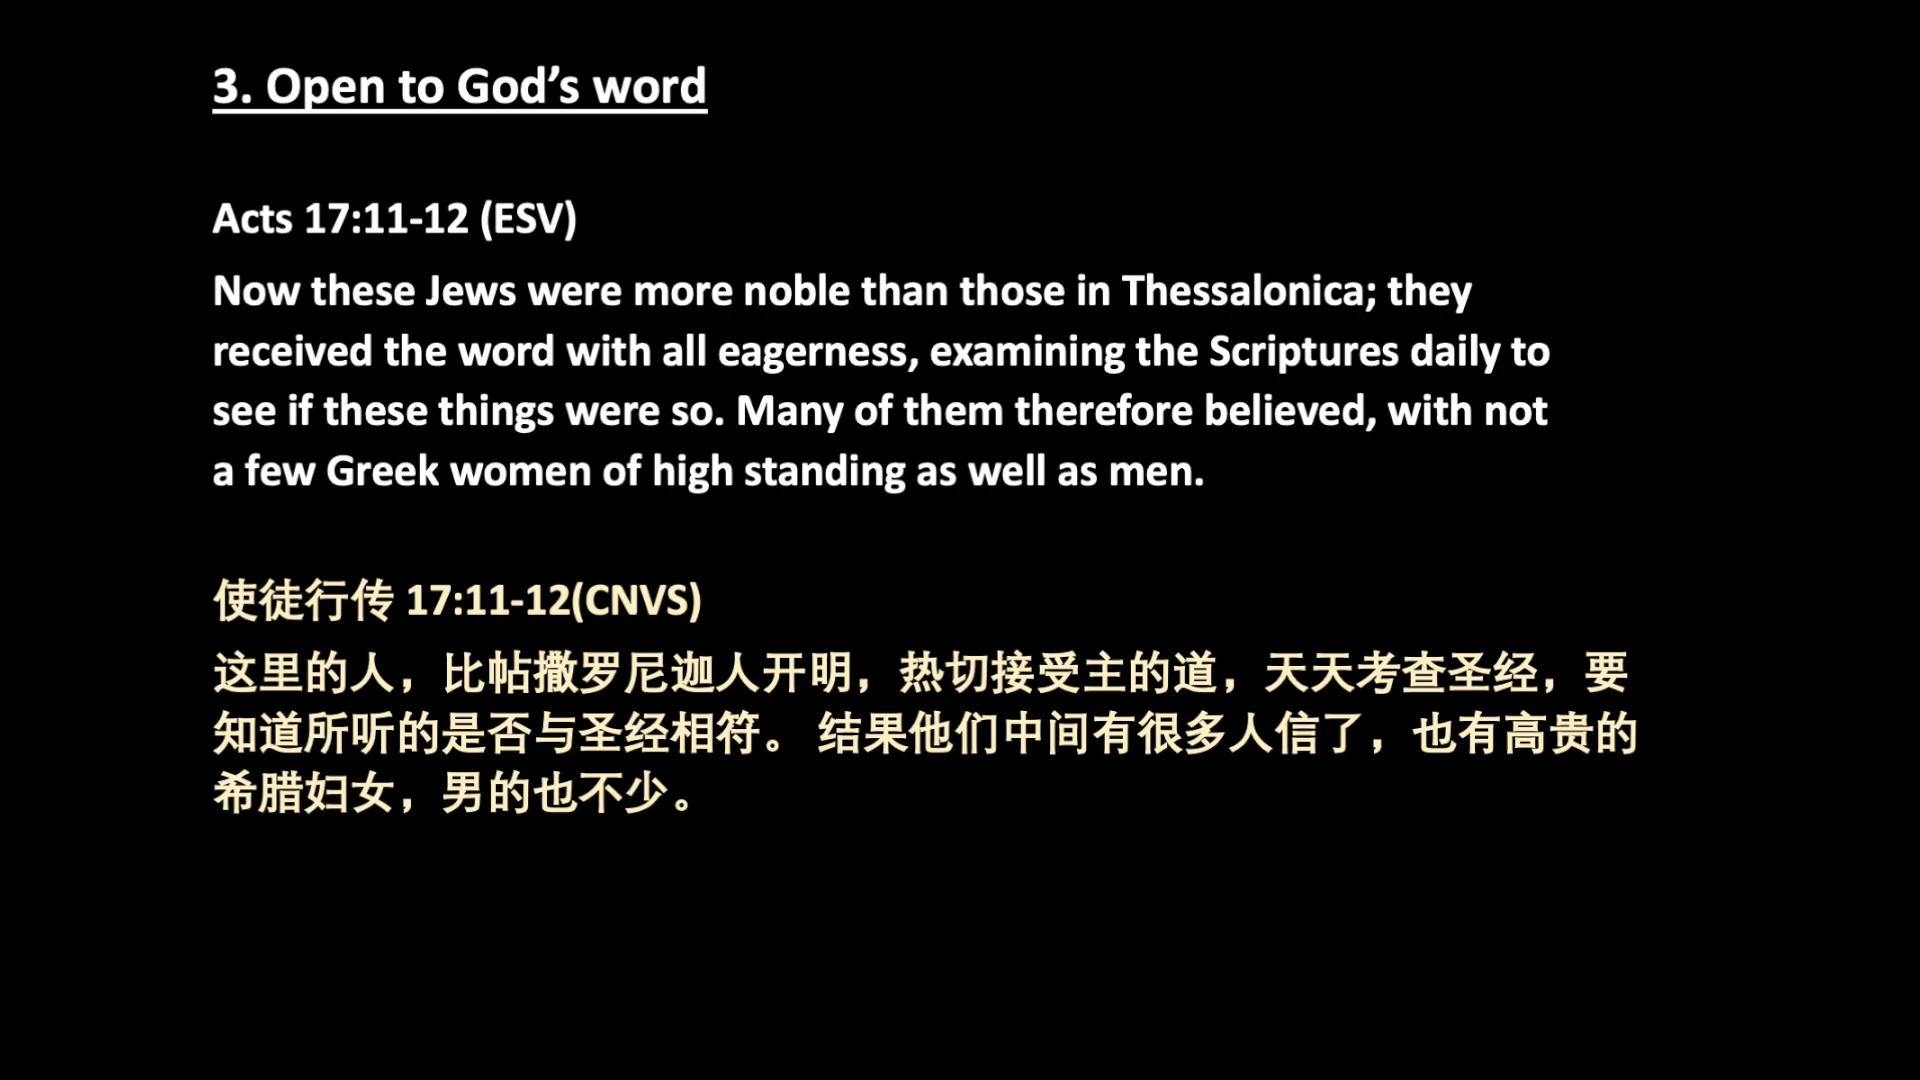 3. Open to God’s word
Acts 17:11-12 (ESV)
Now these Jews were more noble than those in Thessalonica; they
received the word with all eagerness, examining the Scriptures daily to
see if these things were so. Many of them therefore believed, with not
a few Greek women of high standing as well as men.
使徒行传 17:11-12(CNVS)
这里的人，比帖撒罗尼迦人开明，热切接受主的道，天天考查圣经，要
知道所听的是否与圣经相符。 结果他们中间有很多人信了，也有高贵的
希腊妇女，男的也不少。